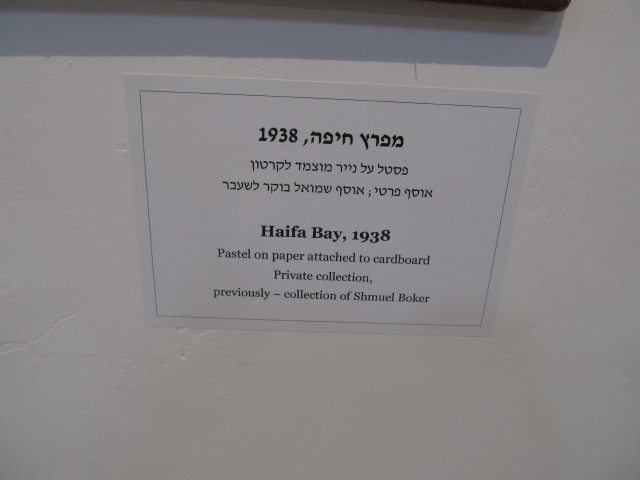 מפרץ חיפה, 1938
פסטל על נייר מוצמד לקרטון
אוסף פרטי; אוסף שמואל בוקר לשעבר
Haifa Bay, 1938
Pastel on paper attached to cardboard
Private collection,
previously – collection of Shmuel Boker